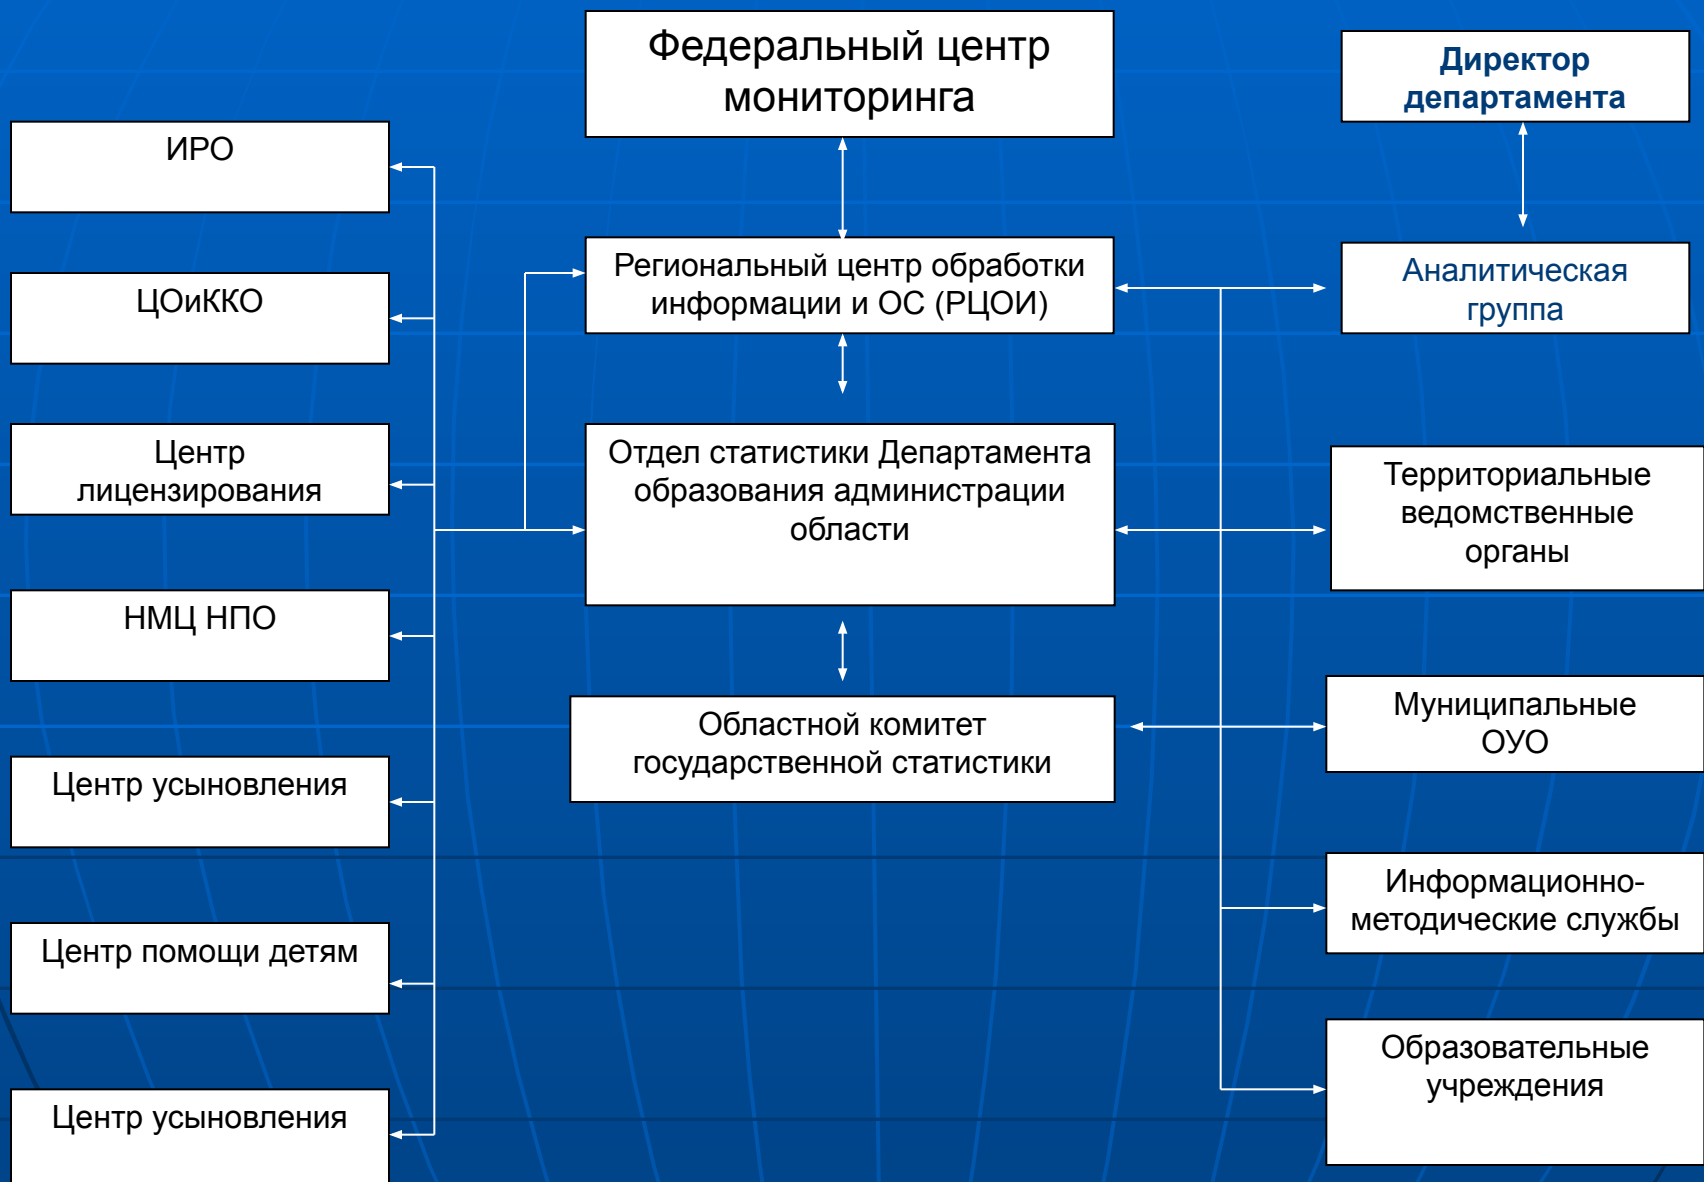 Федеральный центр
мониторинга
Директор
департамента
ИРО
ЦОиККО
Центр
лицензирования
НМЦ НПО
Центр усыновления
Центр помощи детям
Центр усыновления
Региональный центр обработки
информации и ОС (РЦОИ)
Отдел статистики Департамента
образования администрации
области
Областной комитет
государственной статистики
Аналитическая
группа
Территориальные
ведомственные
органы
Муниципальные
ОУО
Информационно-
методические службы
Образовательные
учреждения